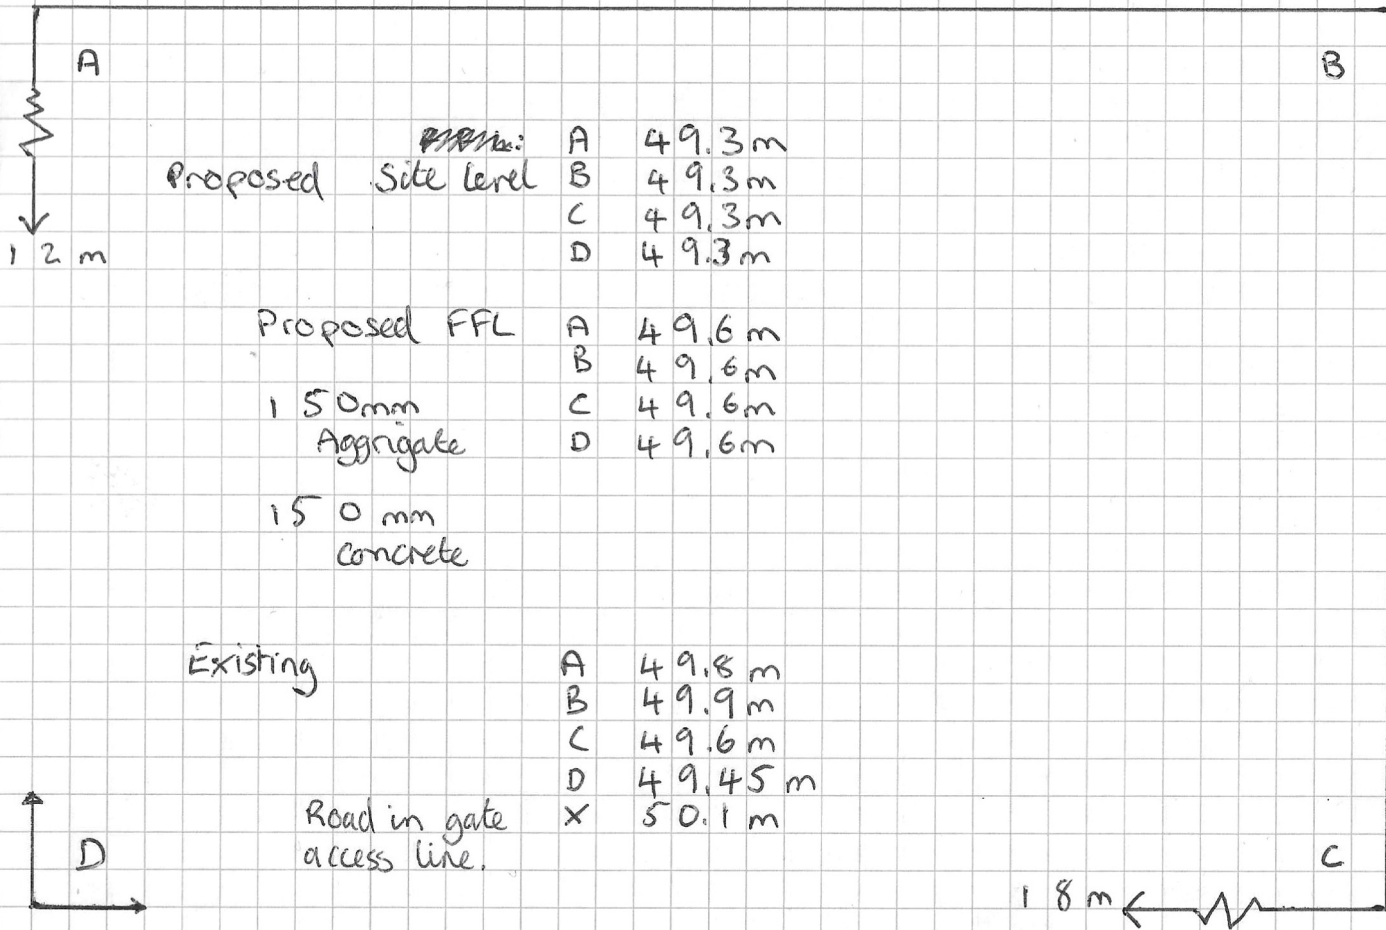 A
B
A 49.3m
Proposed Site level B 49.3m
C 49.3m
D 49.3m
12m
Proposed FFL A 49.6m
B 49.6m
150mm C 49.6m
Aggrigate D 49.6m
150mm
Concrete
Existing A 49.8m
B 49.9m
C 49.6m
D 49.45m
Road in gate X 50.1m
access line.
D
C
18m